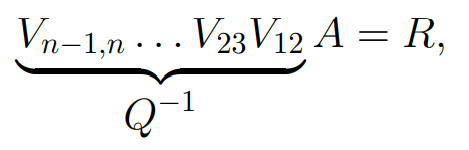 V_{n−1,n} … V_{23}V_{12} A = R,
Q^{−1}